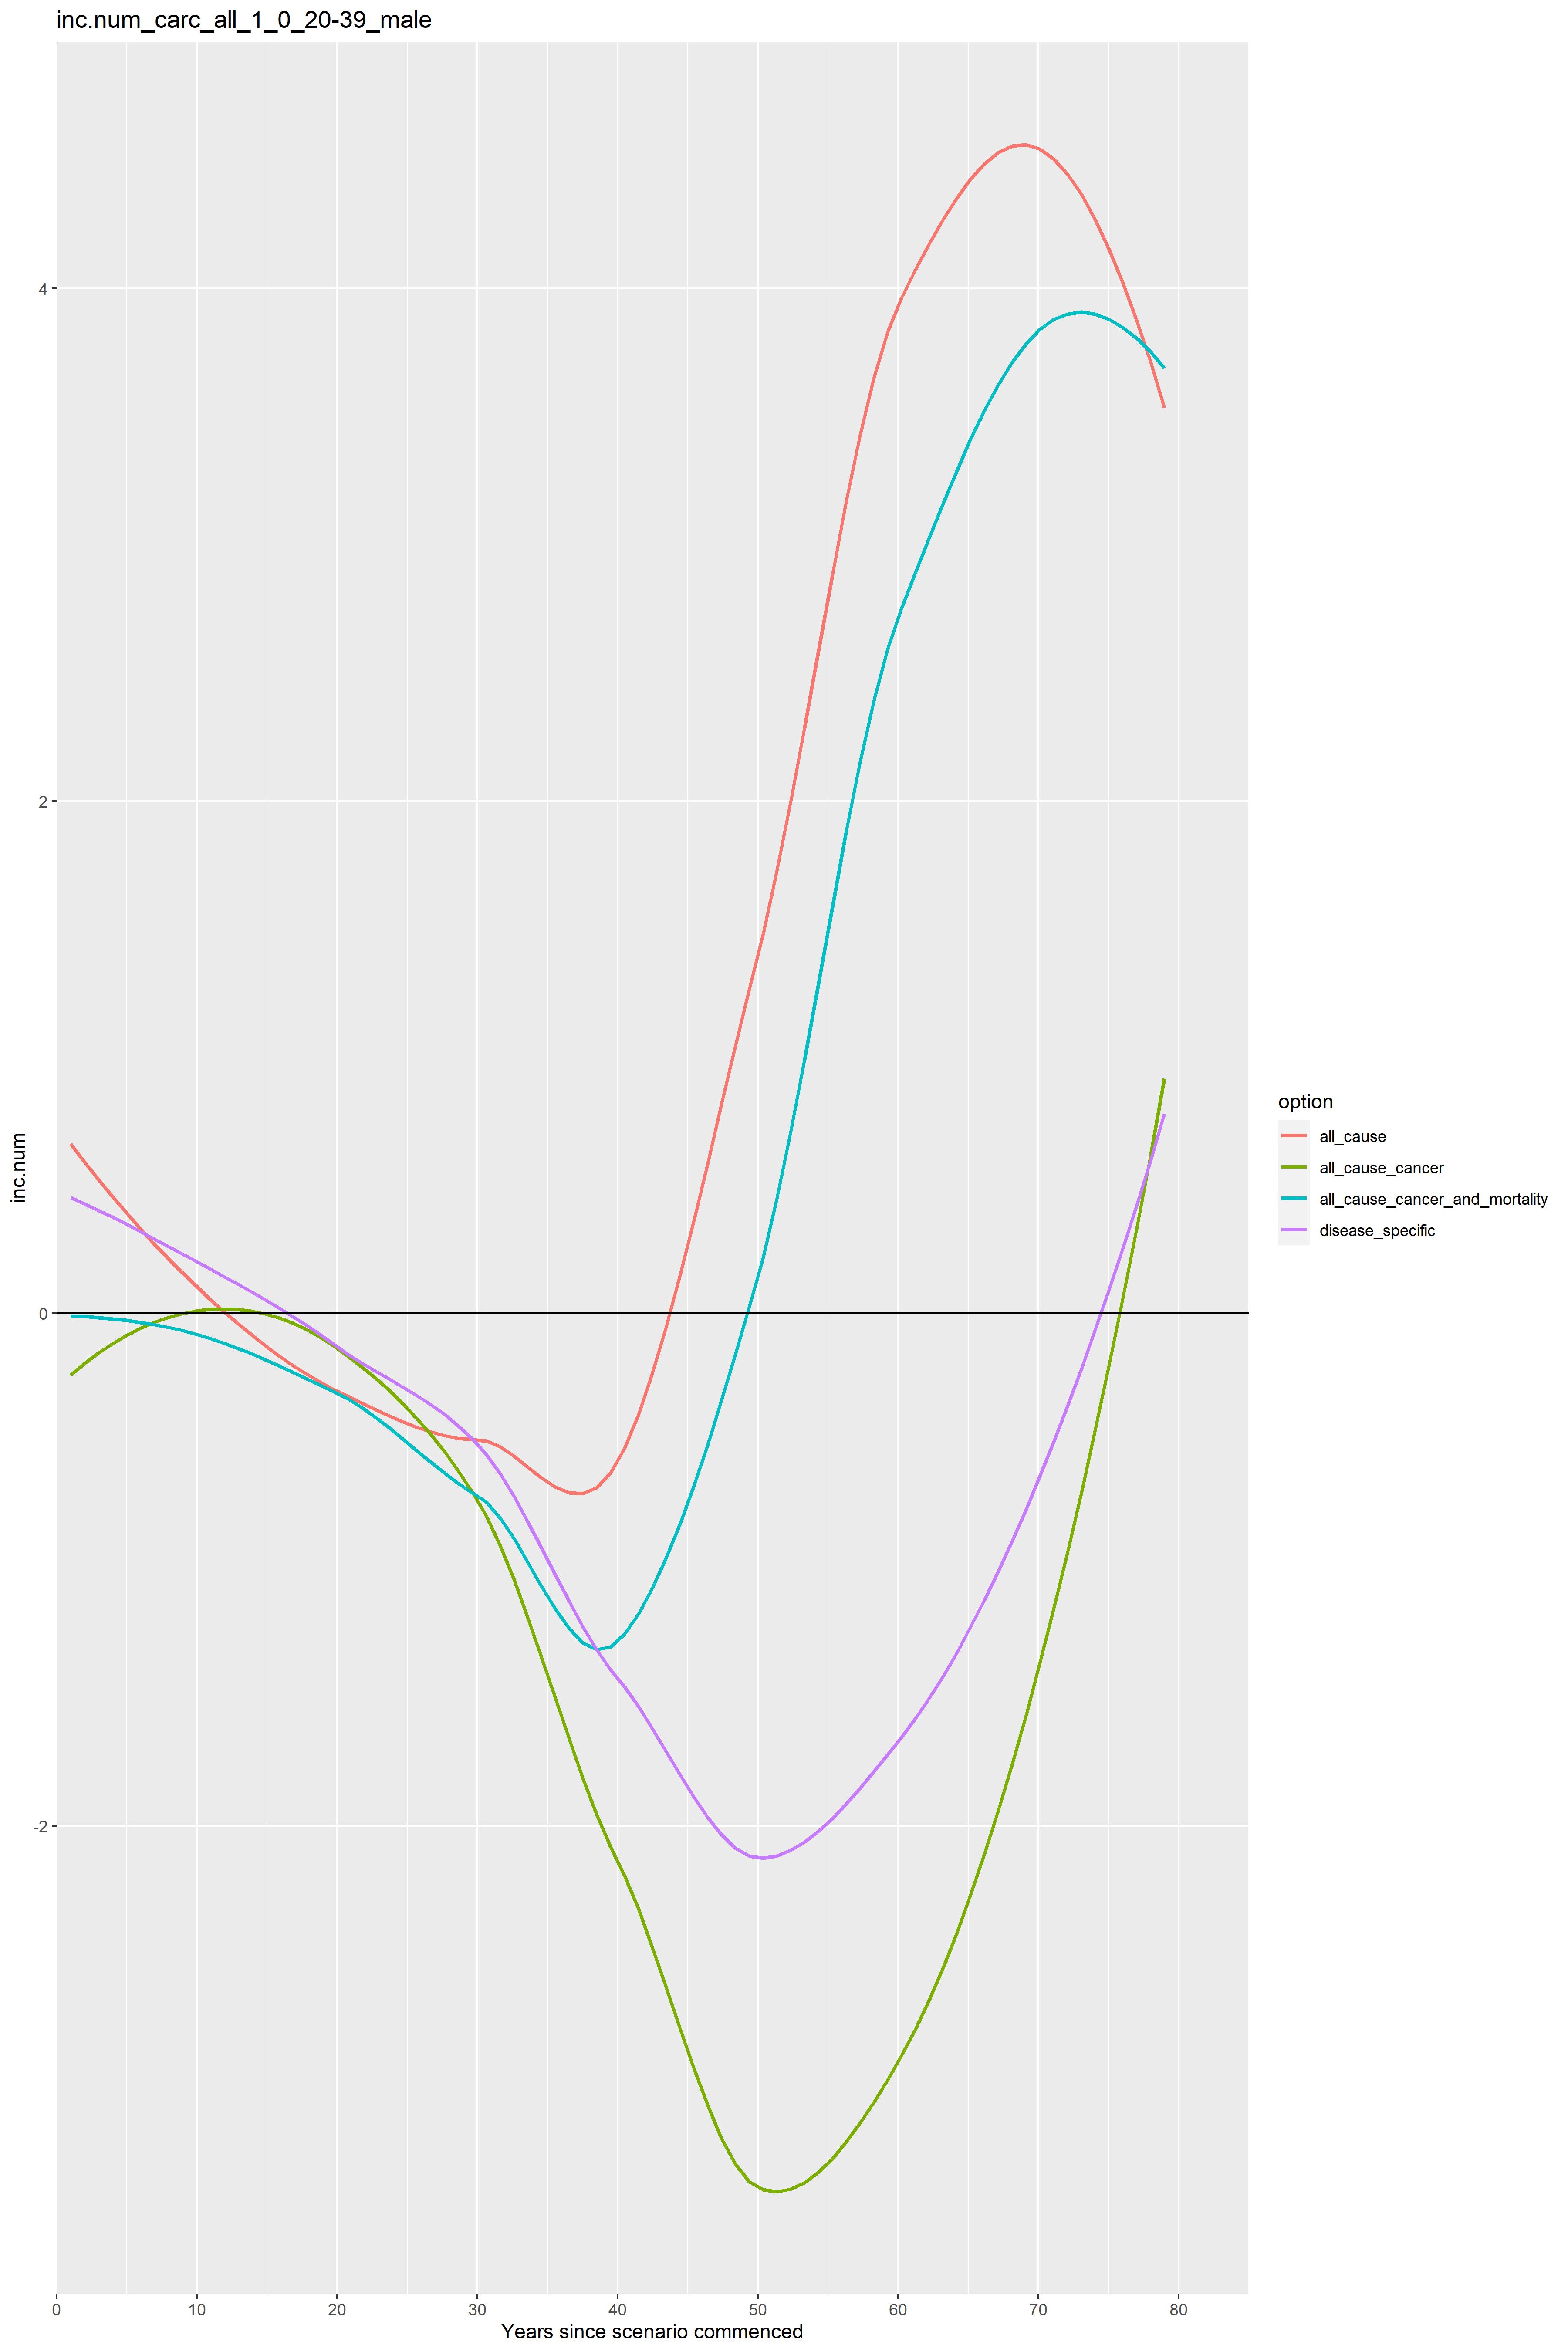 inc.num_carc_all_1_0_20-39_male
4
2
0
-2
inc.num
0 10 20 30 40 50 60 70 80
Years since scenario commenced
option
all_cause
all_cause_cancer
all_cause_cancer_and_mortality
disease_specific